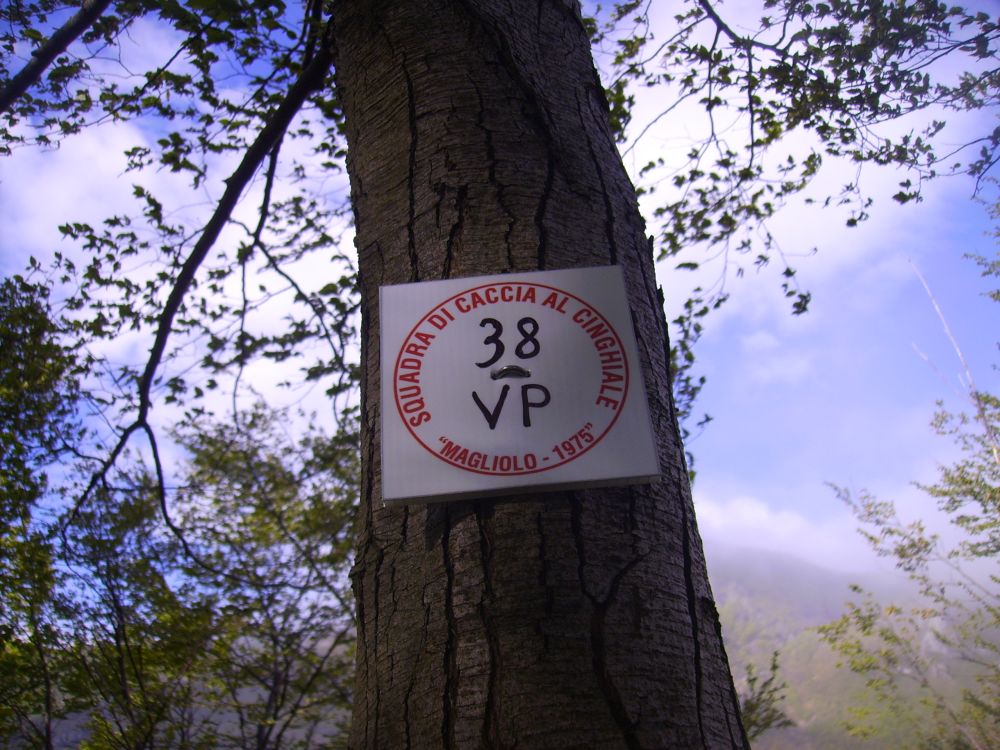 SQUADRA DI CACCIA AL CINGHIALE
38
VP
"MAGLIOLO - 1975"